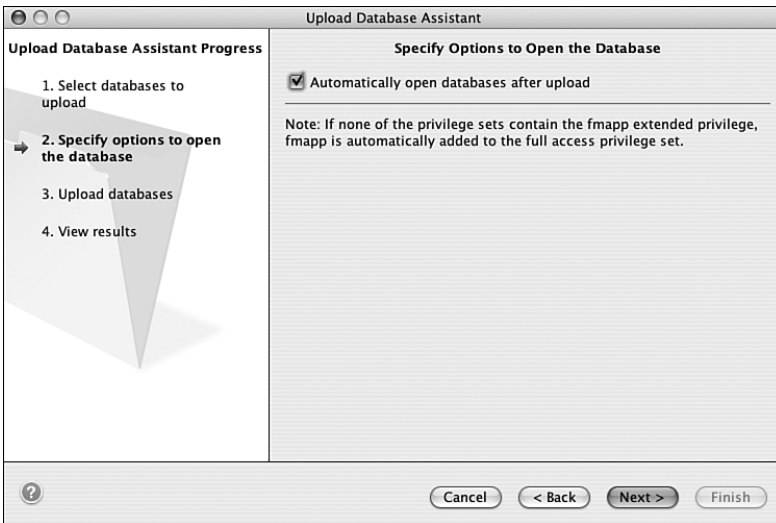 Upload Database Assistant
Upload Database Assistant Progress
1. Select databases to
upload
2. Specify options to open
the database
3. Upload databases
4. View results
Specify Options to Open the Database
Automatically open databases after upload
Note: If none of the privilege sets contain the fmapp extended privilege,
fmapp is automatically added to the full access privilege set.
?
Cancel
< Back
Next >
Finish